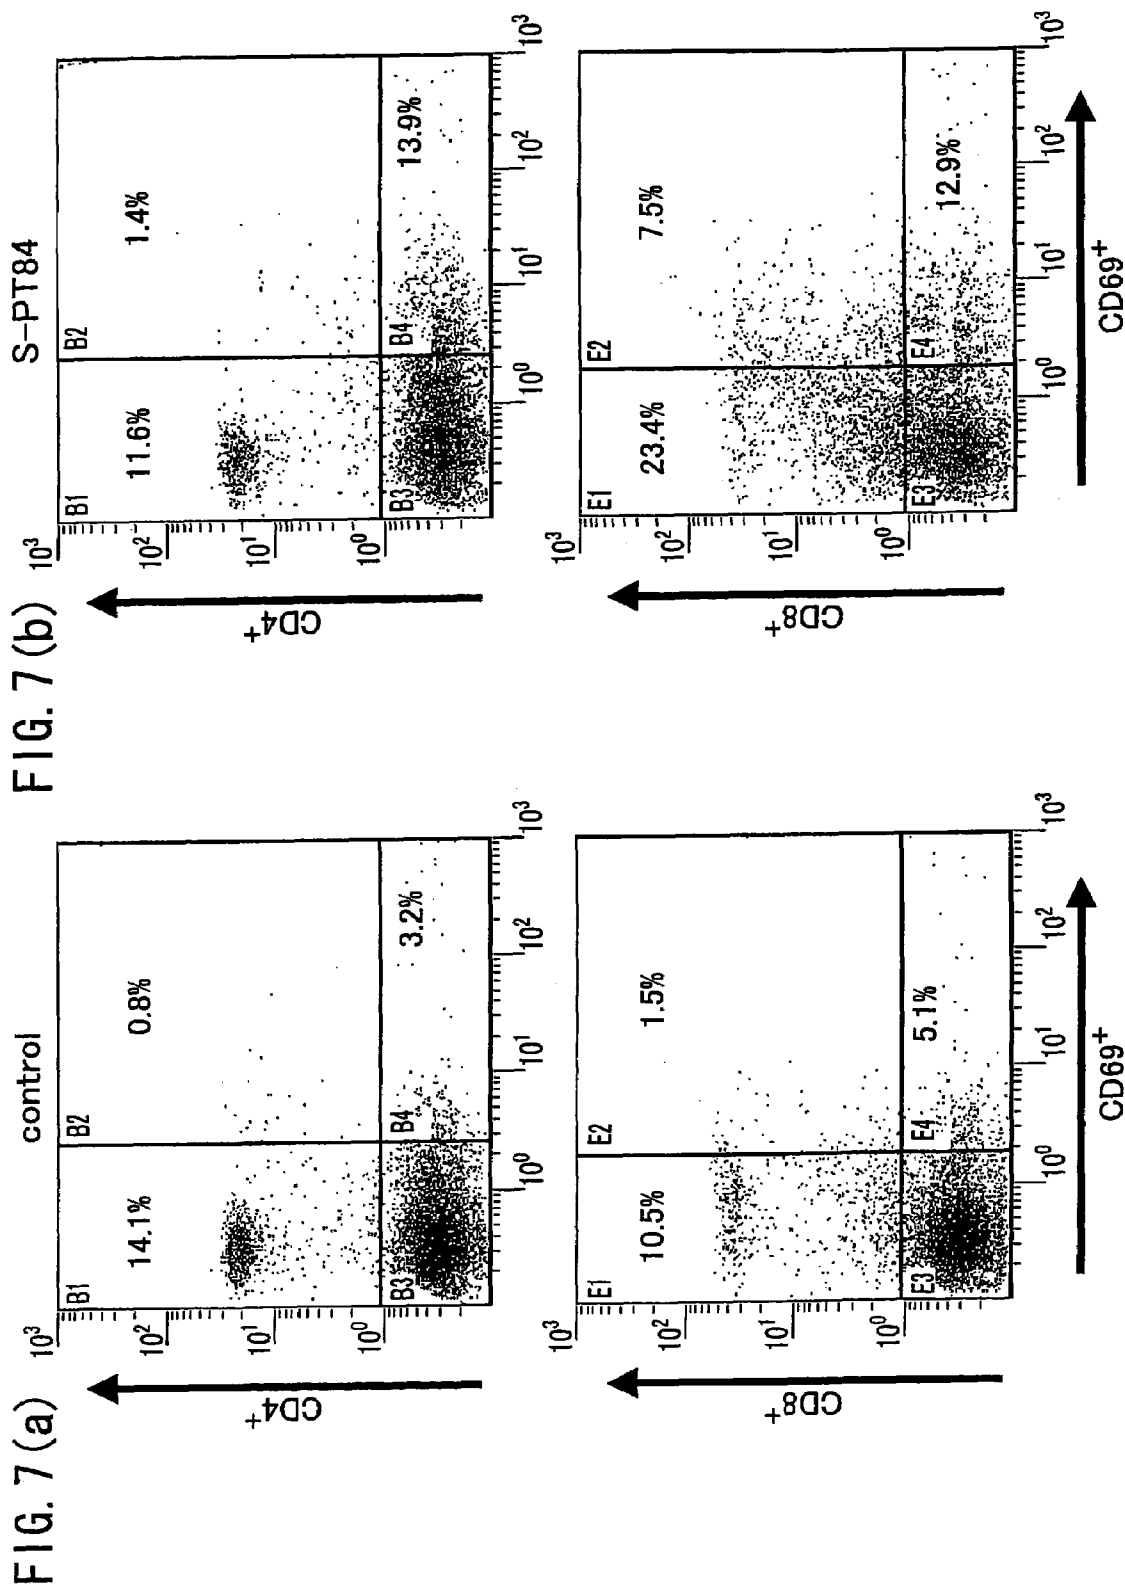 FIG. 7 (a)
control
CD4+
10³
10²
10¹
10⁰
B1
14.1%
B2
0.8%
B3
B4
3.2%
10⁰
10¹
10²
10³
CD8+
10³
10²
10¹
10⁰
E1
10.5%
E2
1.5%
E3
E4
5.1%
10⁰
10¹
10²
10³
CD69+
FIG. 7 (b)
S-PT84
CD4+
10³
10²
10¹
10⁰
B1
11.6%
B2
1.4%
B3
B4
13.9%
10⁰
10¹
10²
10³
CD8+
10³
10²
10¹
10⁰
E1
23.4%
E2
7.5%
E3
E4
12.9%
10⁰
10¹
10²
10³
CD69+